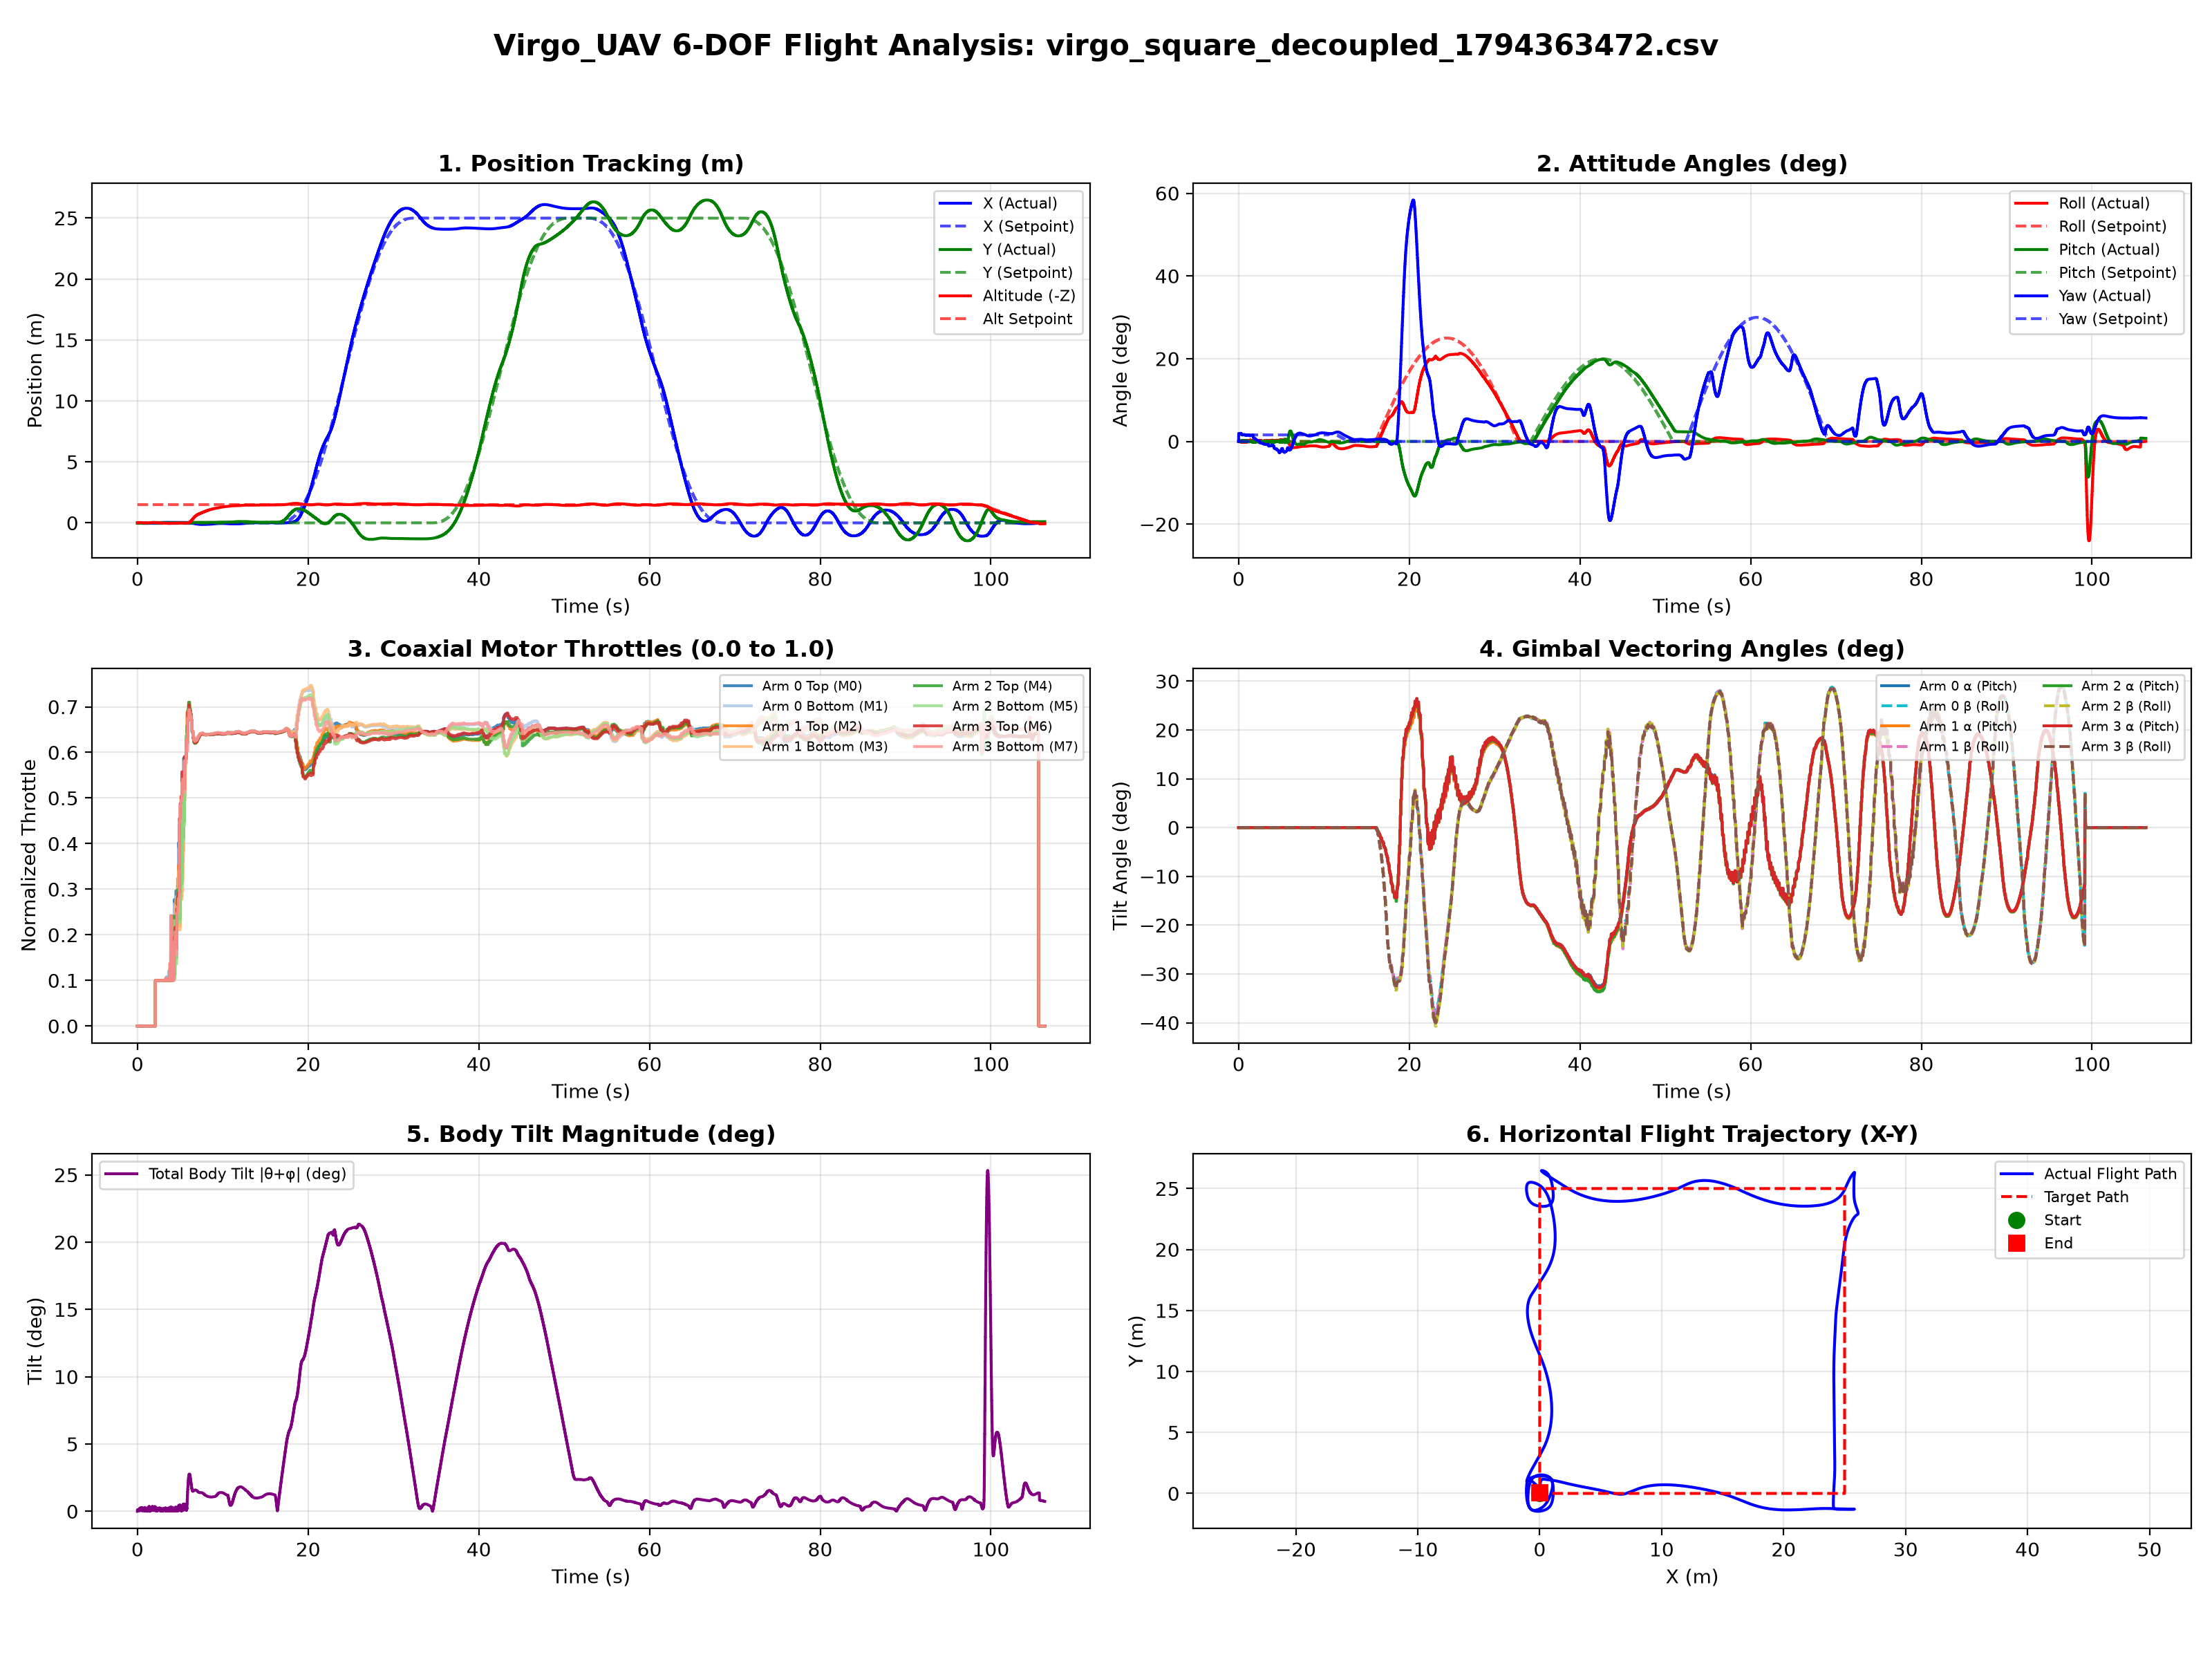 Virgo_UAV 6-DOF Flight Analysis: virgo_square_decoupled_1794363472.csv
1. Position Tracking (m)
Position (m)
25
20
15
10
5
0
0 20 40 60 80 100
Time (s)
X (Actual)
X (Setpoint)
Y (Actual)
Y (Setpoint)
Altitude (-Z)
Alt Setpoint
2. Attitude Angles (deg)
Angle (deg)
60
40
20
0
−20
0 20 40 60 80 100
Time (s)
Roll (Actual)
Roll (Setpoint)
Pitch (Actual)
Pitch (Setpoint)
Yaw (Actual)
Yaw (Setpoint)
3. Coaxial Motor Throttles (0.0 to 1.0)
Normalized Throttle
0.7
0.6
0.5
0.4
0.3
0.2
0.1
0.0
0 20 40 60 80 100
Time (s)
Arm 0 Top (M0)
Arm 0 Bottom (M1)
Arm 1 Top (M2)
Arm 1 Bottom (M3)
Arm 2 Top (M4)
Arm 2 Bottom (M5)
Arm 3 Top (M6)
Arm 3 Bottom (M7)
4. Gimbal Vectoring Angles (deg)
Tilt Angle (deg)
30
20
10
0
−10
−20
−30
−40
0 20 40 60 80 100
Time (s)
Arm 0 α (Pitch)
Arm 0 β (Roll)
Arm 1 α (Pitch)
Arm 1 β (Roll)
Arm 2 α (Pitch)
Arm 2 β (Roll)
Arm 3 α (Pitch)
Arm 3 β (Roll)
5. Body Tilt Magnitude (deg)
Tilt (deg)
25
20
15
10
5
0
0 20 40 60 80 100
Time (s)
Total Body Tilt |θ+φ| (deg)
6. Horizontal Flight Trajectory (X-Y)
Y (m)
25
20
15
10
5
0
−20 −10 0 10 20 30 40 50
X (m)
Actual Flight Path
Target Path
Start
End